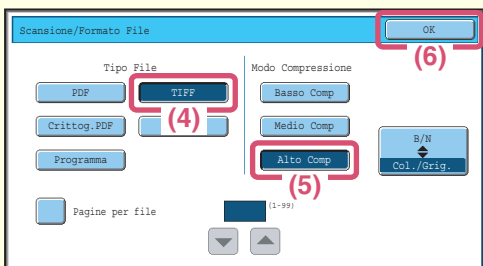 Scansione/Formato File
OK
(6)
Tipo File
Modo Compressione
PDF
TIFF
Basso Comp
(4)
Crittog.PDF
Medio Comp
B/N
Col./Grig.
Programma
Alto Comp
(5)
Pagine per file
(1-99)